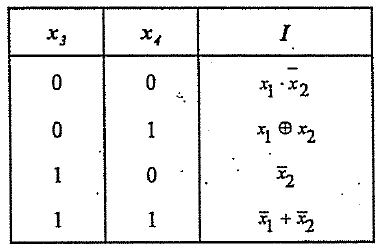 x₃ x₄ I
0 0 x₁ · x̄₂
0 1 x₁ ⊕ x₂
1 0 x̄₂
1 1 x̄₁ + x̄₂